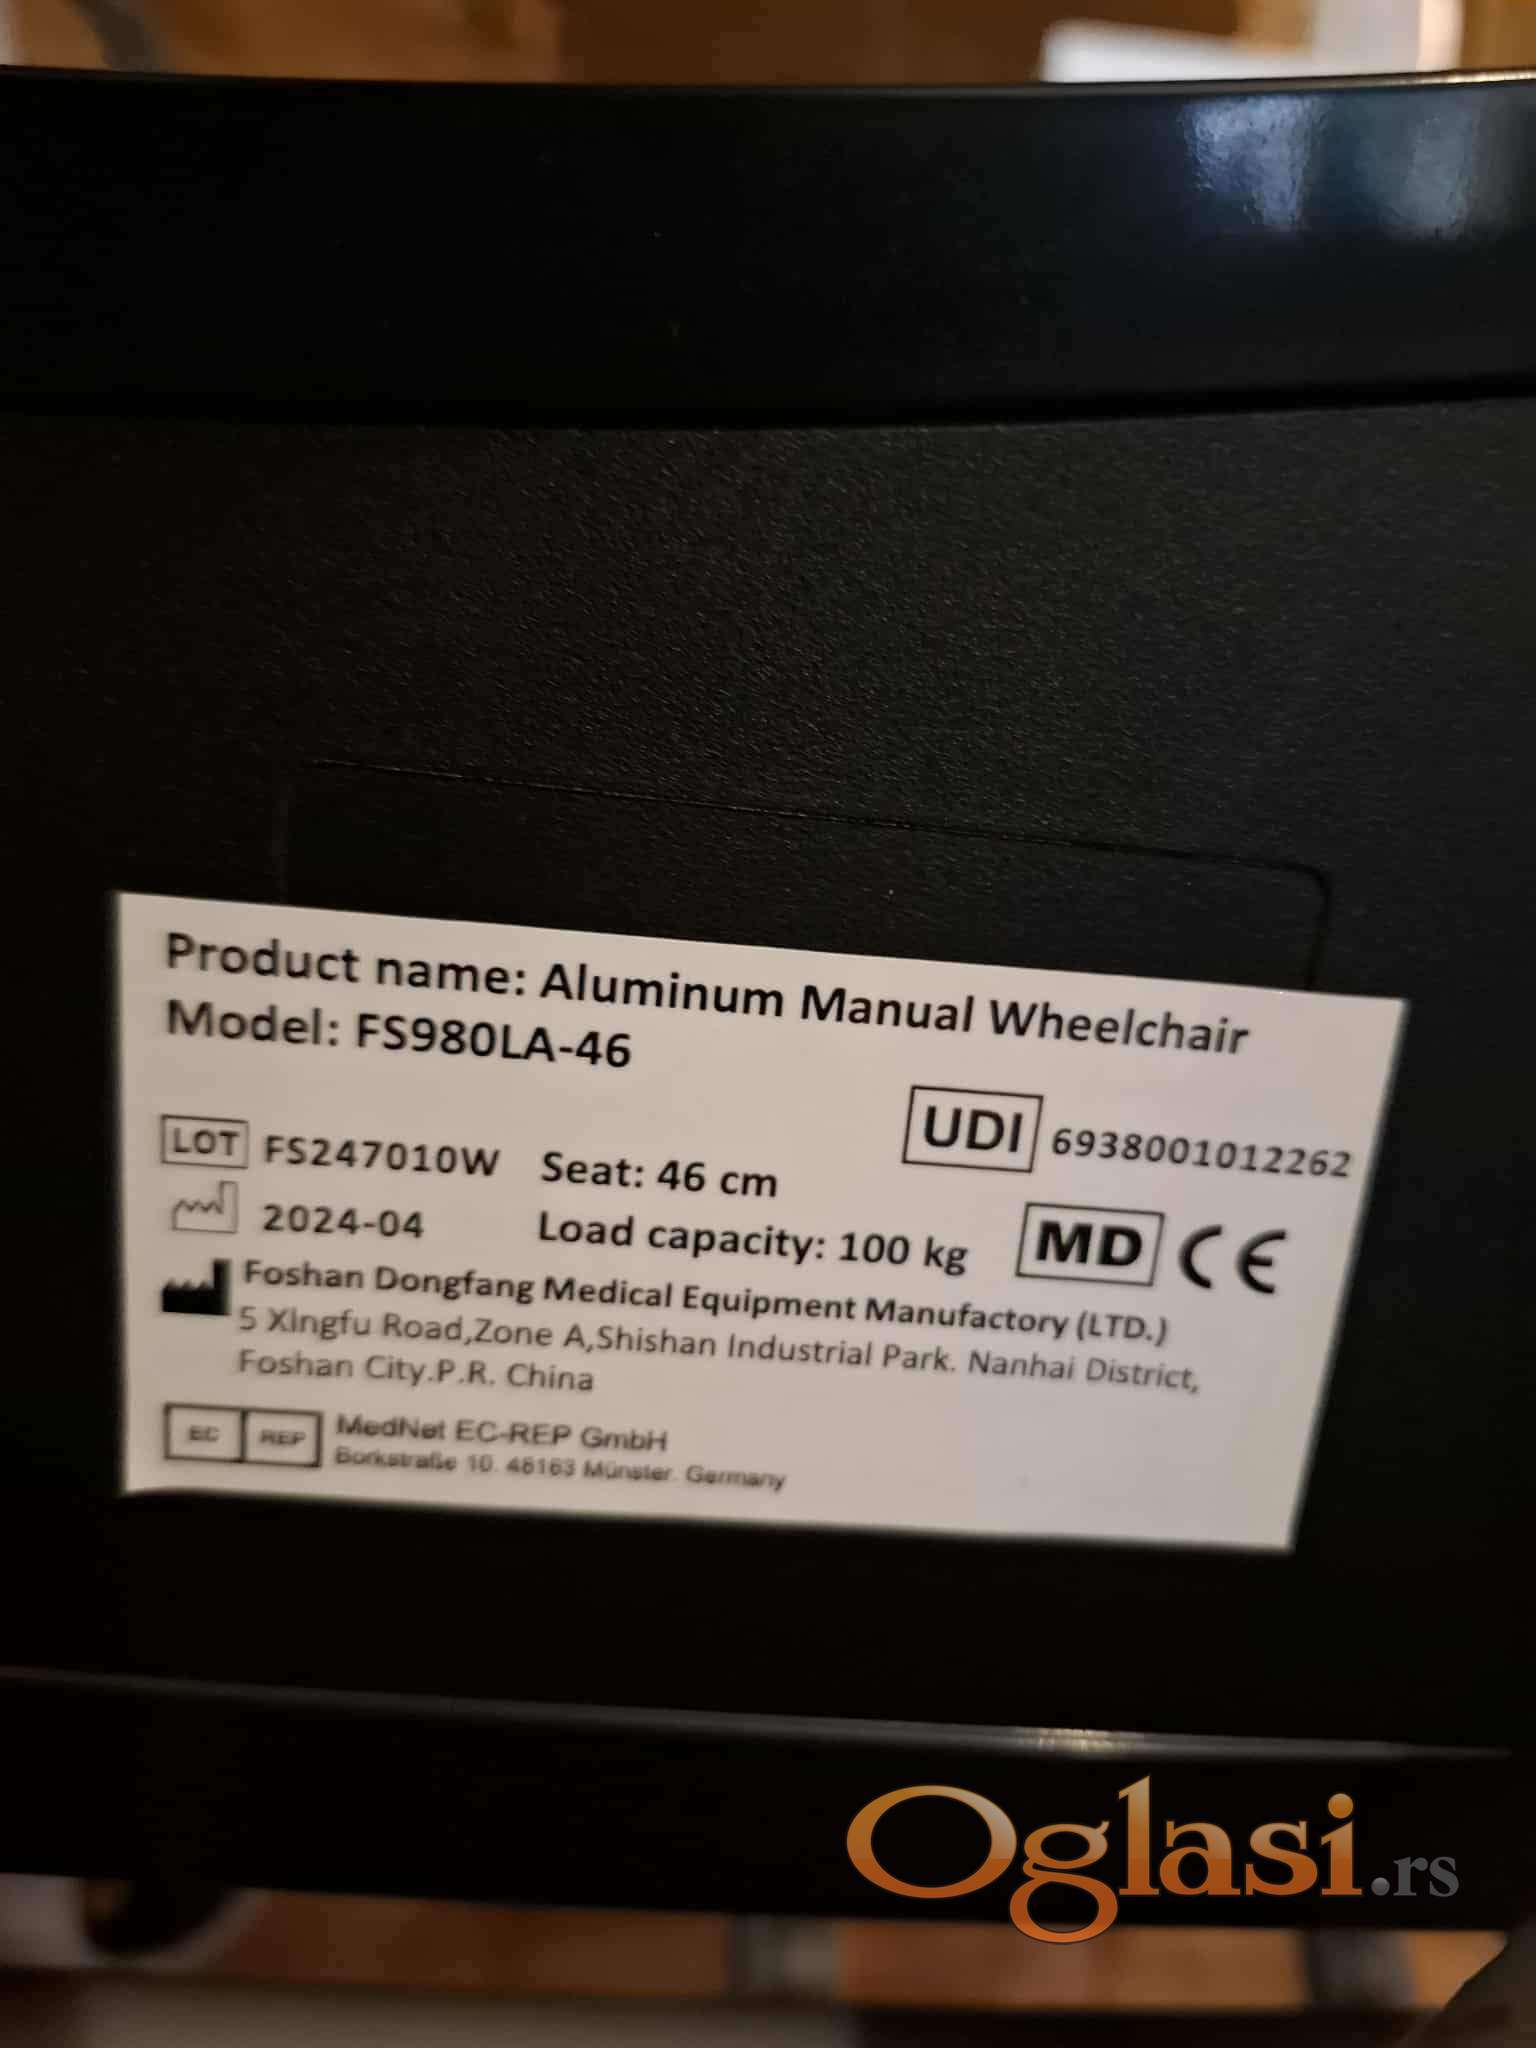 Product name: Aluminum Manual Wheelchair
Model: FS980LA-46
UDI 6938001012262
LOT FS247010W Seat: 46 cm
2024-04 Load capacity: 100 kg MD CE
Foshan Dongfang Medical Equipment Manufactory (LTD.)
5 Xingfu Road,Zone A,Shishan Industrial Park. Nanhai District,
Foshan City.P.R. China
EC REP MedNet EC-REP GmbH
Borkstraße 10. 48163 Münster. Germany
Oglasi.rs